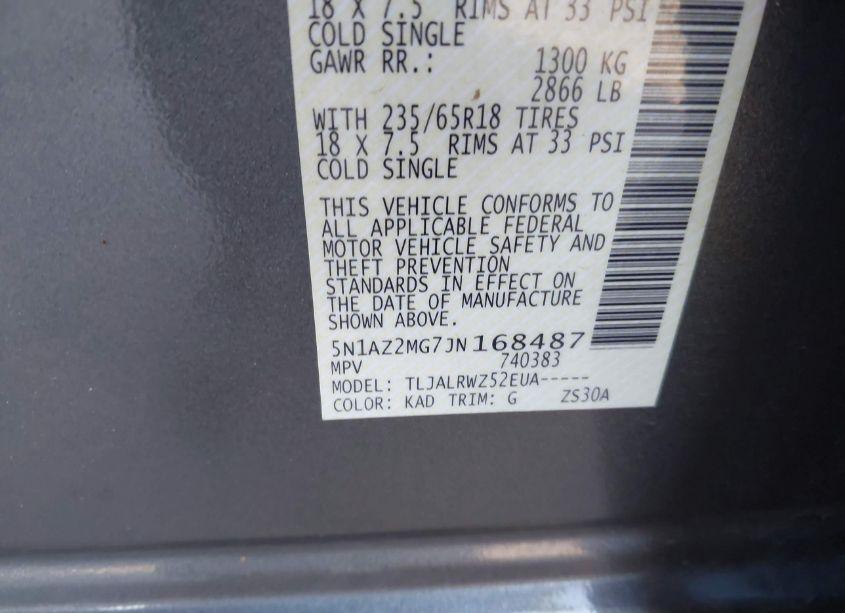 18 X 7.5 RIMS AT 33 PSI
COLD SINGLE
GAWR RR.: 1300 KG
2866 LB
WITH 235/65R18 TIRES
18 X 7.5 RIMS AT 33 PSI
COLD SINGLE
THIS VEHICLE CONFORMS TO
ALL APPLICABLE FEDERAL
MOTOR VEHICLE SAFETY AND
THEFT PREVENTION
STANDARDS IN EFFECT ON
THE DATE OF MANUFACTURE
SHOWN ABOVE.
5N1AZ2MG7JN168487
MPV 740383
MODEL: TLJALRWZ52EUA-----
COLOR: KAD TRIM: G ZS30A